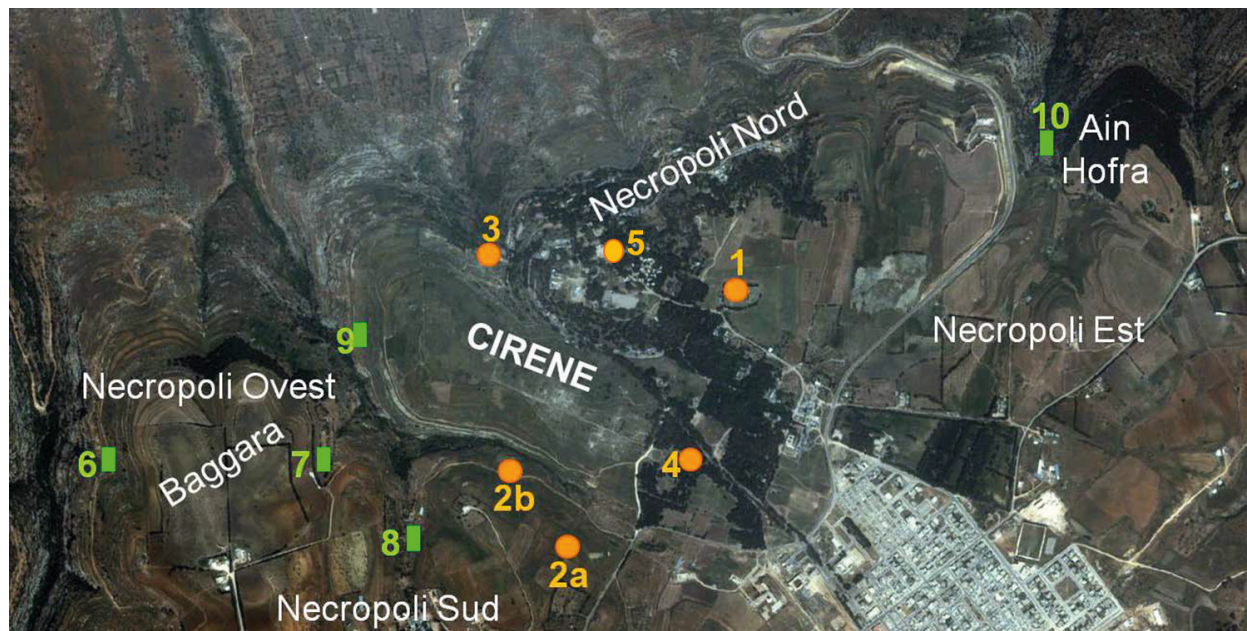 10
Ain
Hofra
Necropoli Nord
3
5
1
Necropoli Est
9
CIRENE
Necropoli Ovest
6
Baggara
7
4
2b
8
2a
Necropoli Sud